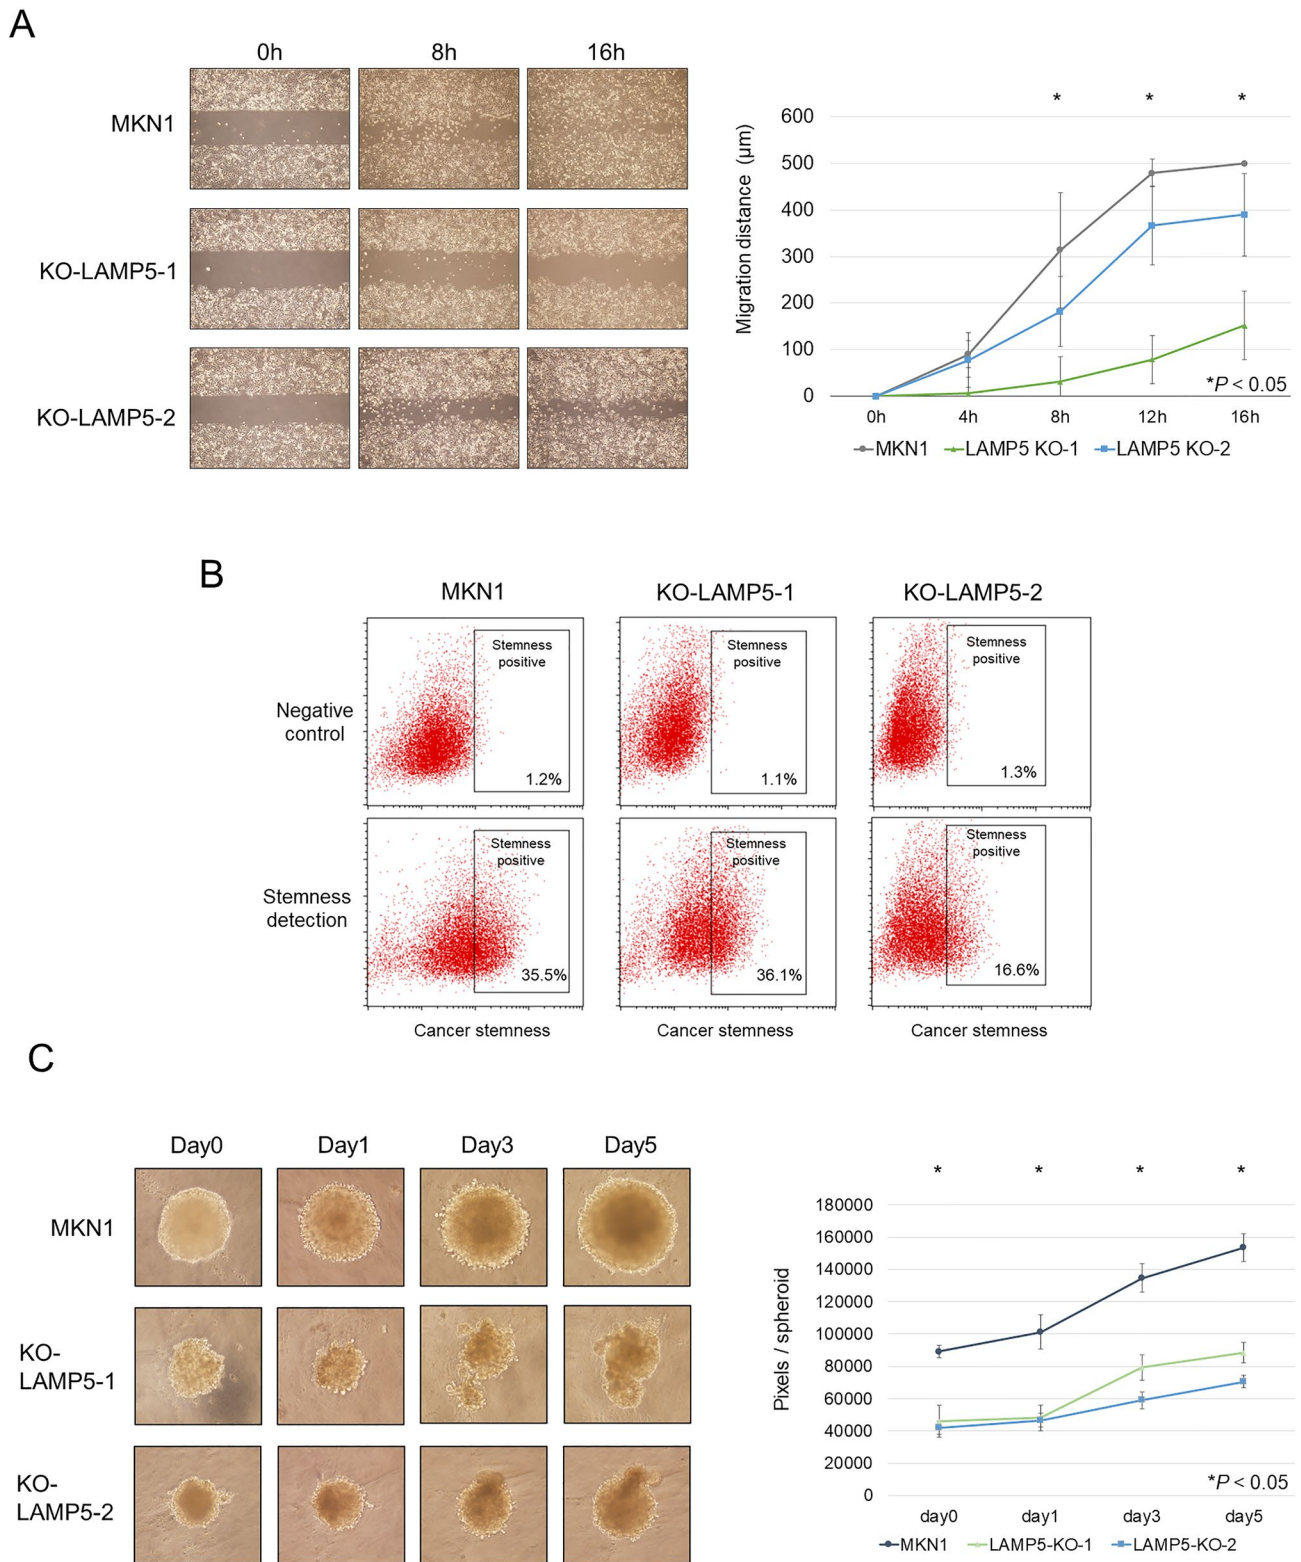 A
0h 8h 16h
MKN1
KO-LAMP5-1
KO-LAMP5-2
* * *
Migration distance (µm)
600
500
400
300
200
100
0
*P < 0.05
0h 4h 8h 12h 16h
MKN1 LAMP5 KO-1 LAMP5 KO-2
B
MKN1 KO-LAMP5-1 KO-LAMP5-2
Negative
control
Stemness
positive
1.2%
Stemness
positive
1.1%
Stemness
positive
1.3%
Stemness
detection
Stemness
positive
35.5%
Stemness
positive
36.1%
Stemness
positive
16.6%
Cancer stemness Cancer stemness Cancer stemness
C
Day0 Day1 Day3 Day5
MKN1
KO-
LAMP5-1
KO-
LAMP5-2
* * * *
Pixels / spheroid
180000
160000
140000
120000
100000
80000
60000
40000
20000
0
*P < 0.05
day0 day1 day3 day5
MKN1 LAMP5-KO-1 LAMP5-KO-2